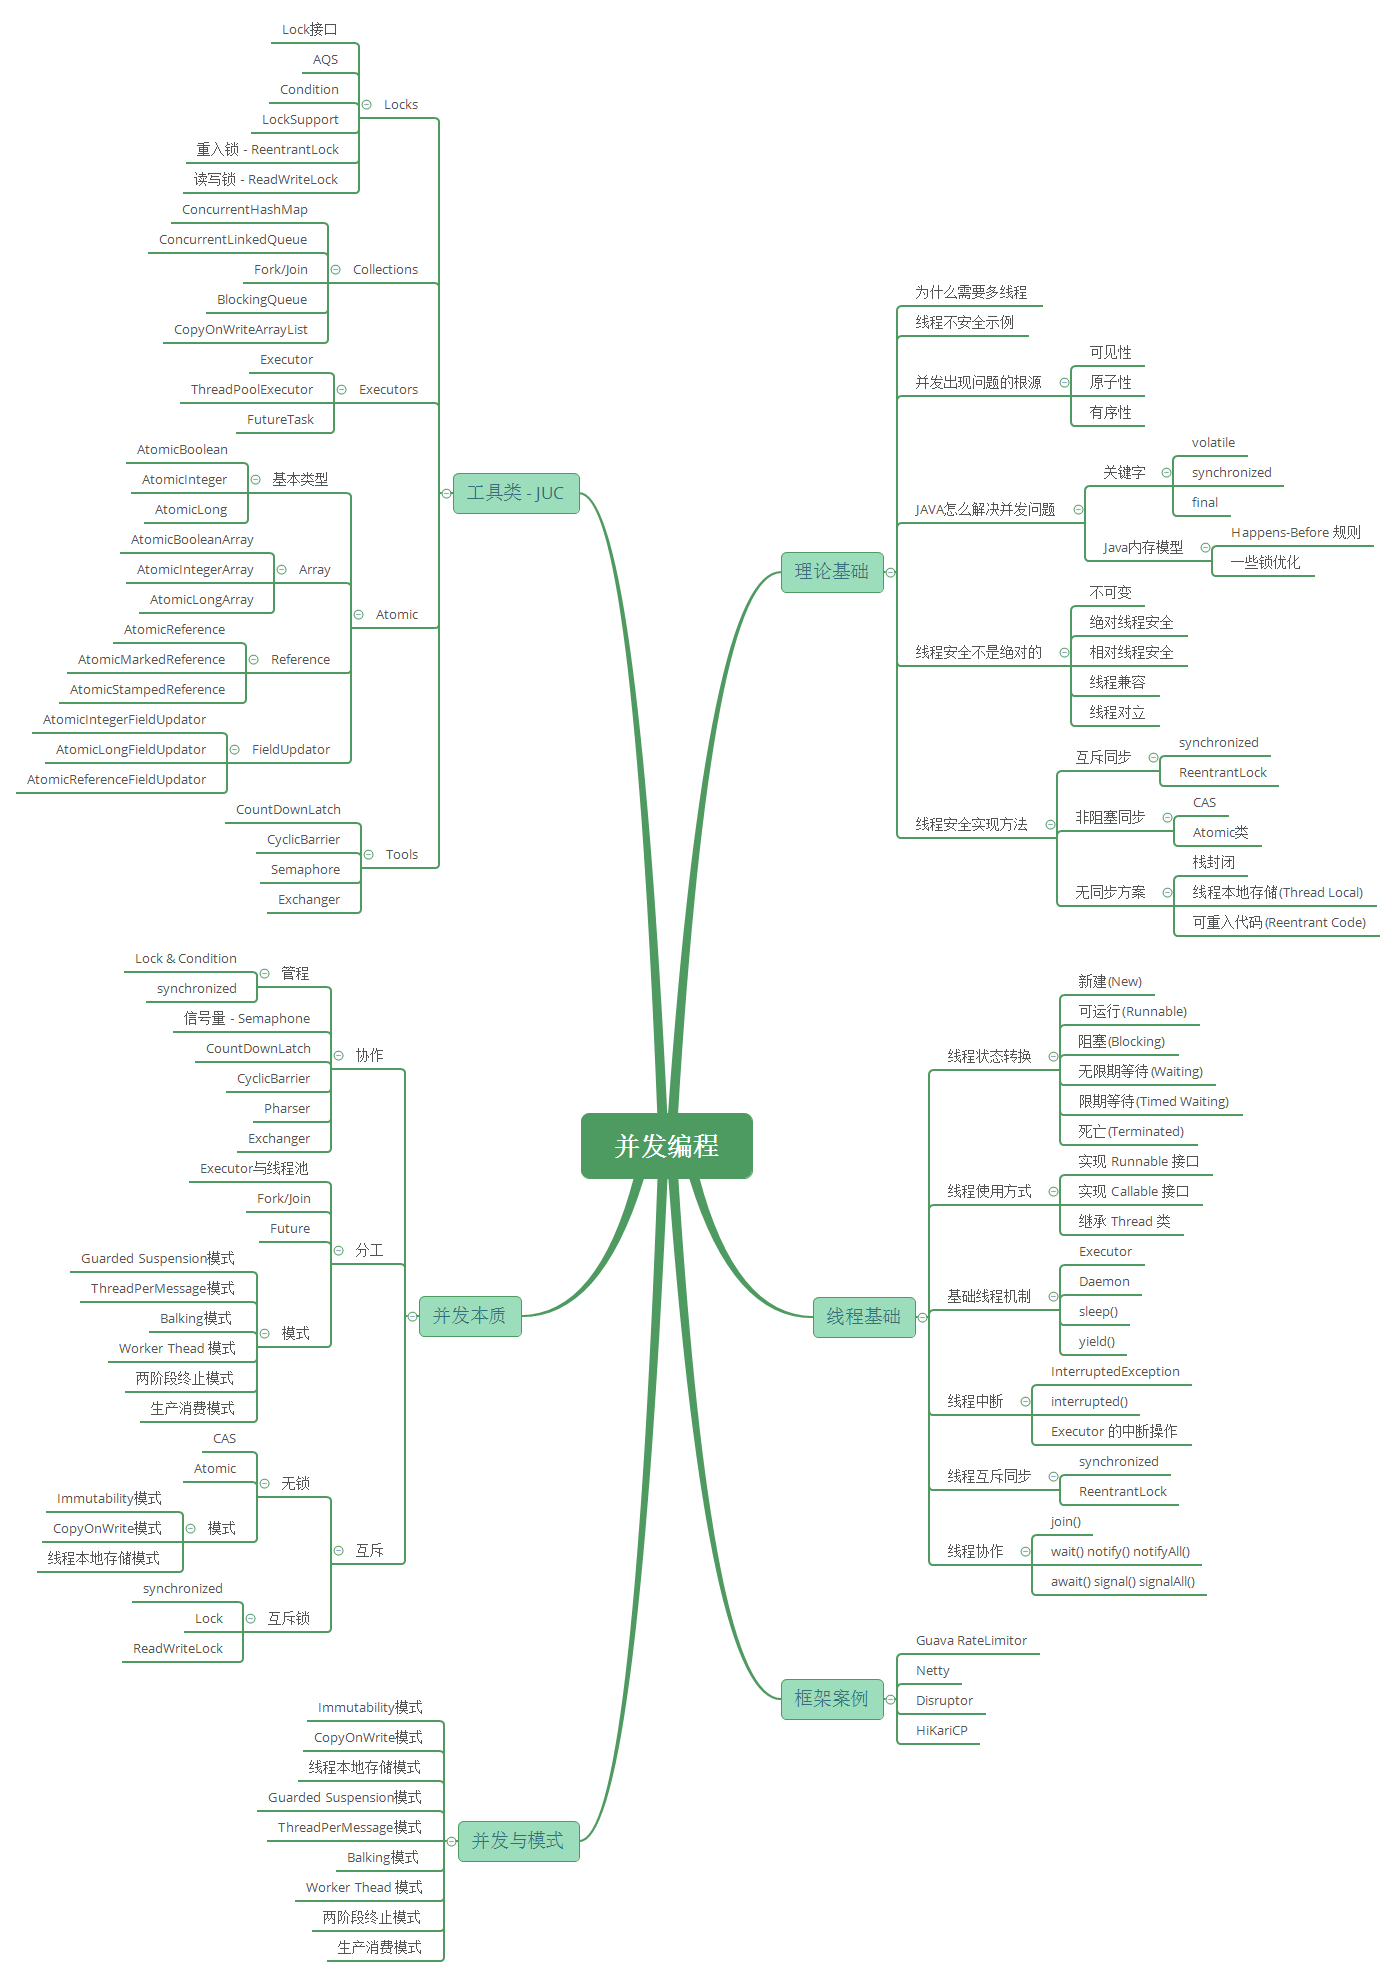 并发编程
理论基础
为什么需要多线程
线程不安全示例
并发出现问题的根源
可见性
原子性
有序性
JAVA怎么解决并发问题
关键字
volatile
synchronized
final
Java内存模型
Happens-Before 规则
一些锁优化
线程安全不是绝对的
不可变
绝对线程安全
相对线程安全
线程兼容
线程对立
线程安全实现方法
互斥同步
synchronized
ReentrantLock
非阻塞同步
CAS
Atomic类
无同步方案
栈封闭
线程本地存储(Thread Local)
可重入代码(Reentrant Code)
线程基础
线程状态转换
新建(New)
可运行(Runnable)
阻塞(Blocking)
无限期等待(Waiting)
限期等待(Timed Waiting)
死亡(Terminated)
线程使用方式
实现 Runnable 接口
实现 Callable 接口
继承 Thread 类
基础线程机制
Executor
Daemon
sleep()
yield()
线程中断
InterruptedException
interrupted()
Executor 的中断操作
线程互斥同步
synchronized
ReentrantLock
线程协作
join()
wait() notify() notifyAll()
await() signal() signalAll()
框架案例
Guava RateLimitor
Netty
Disruptor
HiKariCP
工具类 - JUC
Locks
Lock接口
AQS
Condition
LockSupport
重入锁 - ReentrantLock
读写锁 - ReadWriteLock
Collections
ConcurrentHashMap
ConcurrentLinkedQueue
Fork/Join
BlockingQueue
CopyOnWriteArrayList
Executors
Executor
ThreadPoolExecutor
FutureTask
Atomic
基本类型
AtomicBoolean
AtomicInteger
AtomicLong
Array
AtomicBooleanArray
AtomicIntegerArray
AtomicLongArray
Reference
AtomicReference
AtomicMarkedReference
AtomicStampedReference
FieldUpdator
AtomicIntegerFieldUpdator
AtomicLongFieldUpdator
AtomicReferenceFieldUpdator
Tools
CountDownLatch
CyclicBarrier
Semaphore
Exchanger
并发本质
协作
管程
Lock & Condition
synchronized
信号量 - Semaphone
CountDownLatch
CyclicBarrier
Pharser
Exchanger
分工
Executor与线程池
Fork/Join
Future
模式
Guarded Suspension模式
ThreadPerMessage模式
Balking模式
Worker Thead 模式
两阶段终止模式
生产消费模式
互斥
无锁
CAS
Atomic
模式
Immutability模式
CopyOnWrite模式
线程本地存储模式
互斥锁
synchronized
Lock
ReadWriteLock
并发与模式
Immutability模式
CopyOnWrite模式
线程本地存储模式
Guarded Suspension模式
ThreadPerMessage模式
Balking模式
Worker Thead 模式
两阶段终止模式
生产消费模式